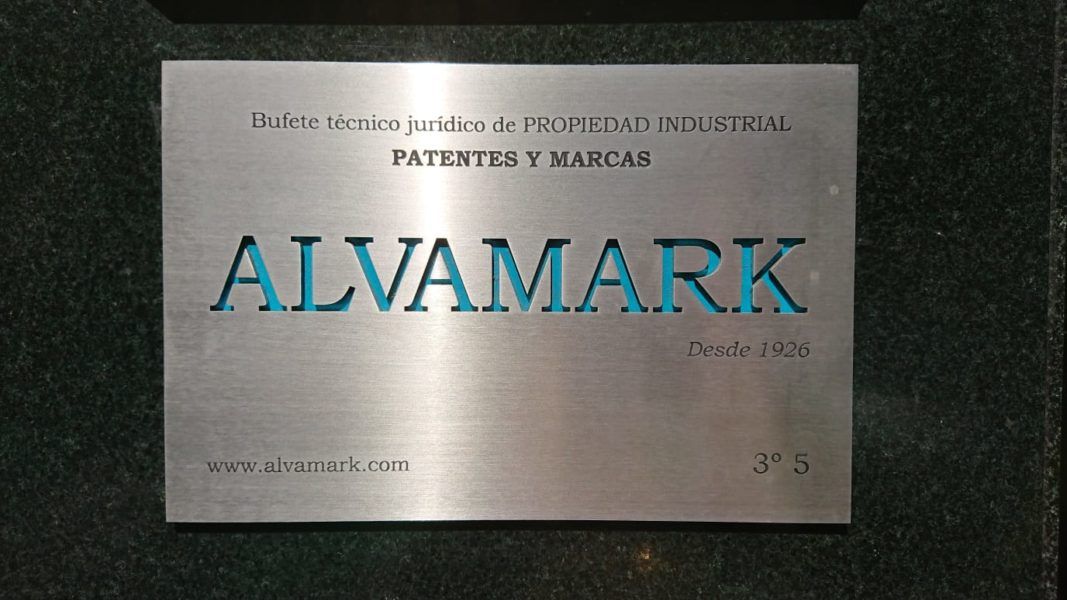 Bufete técnico jurídico de PROPIEDAD INDUSTRIAL
PATENTES Y MARCAS
ALVAMARK
Desde 1926
www.alvamark.com
3º 5